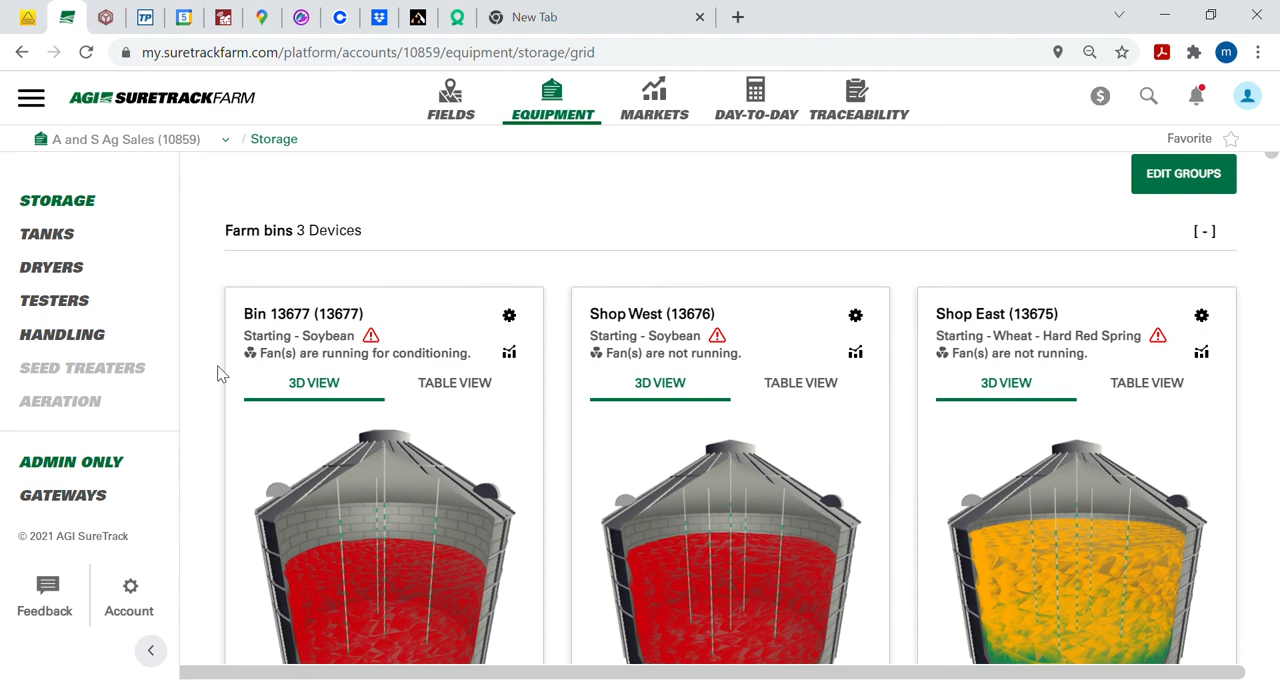 New Tab
my.suretrackfarm.com/platform/accounts/10859/equipment/storage/grid
m
AGI SURETRACKFARM
FIELDS
EQUIPMENT
MARKETS
DAY-TO-DAY
TRACEABILITY
A and S Ag Sales (10859) / Storage
Favorite
STORAGE
TANKS
DRYERS
TESTERS
HANDLING
SEED TREATERS
AERATION
ADMIN ONLY
GATEWAYS
© 2021 AGI SureTrack
Feedback
Account
EDIT GROUPS
Farm bins 3 Devices
[ - ]
Bin 13677 (13677)
Starting - Soybean
Fan(s) are running for conditioning.
3D VIEW
TABLE VIEW
Shop West (13676)
Starting - Soybean
Fan(s) are not running.
3D VIEW
TABLE VIEW
Shop East (13675)
Starting - Wheat - Hard Red Spring
Fan(s) are not running.
3D VIEW
TABLE VIEW